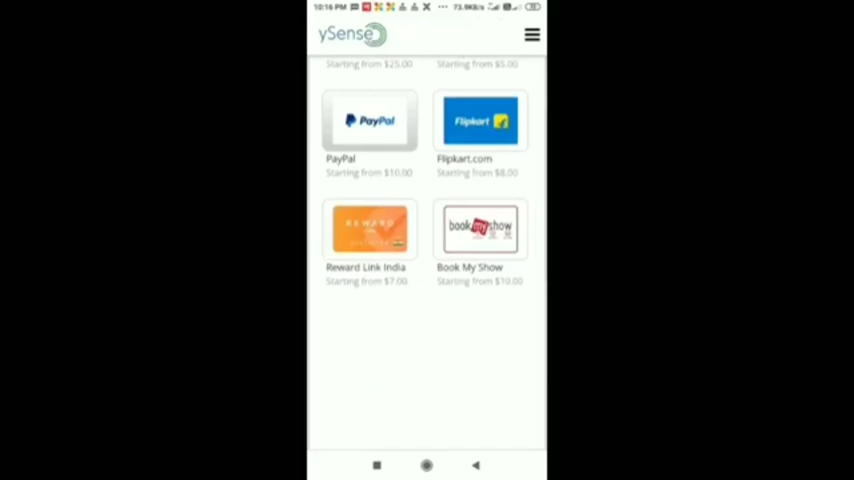 10:16 PM 73.9KB/s
ySense
Starting from $25.00 Starting from $5.00
PayPal Flipkart
PayPal Flipkart.com
Starting from $10.00 Starting from $8.00
REWARD book my show
Reward Link India Book My Show
Starting from $7.00 Starting from $10.00